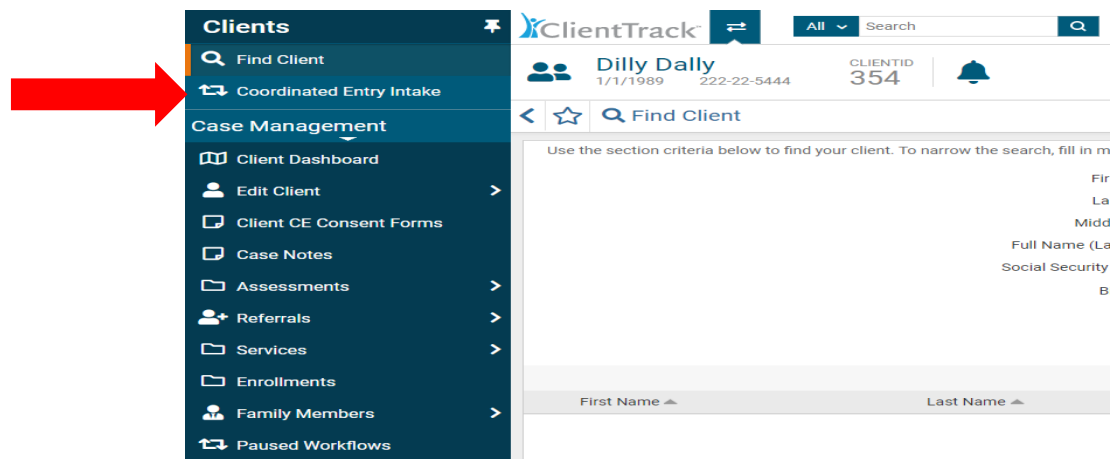 Clients
Find Client
Coordinated Entry Intake
Case Management
Client Dashboard
Edit Client
Client CE Consent Forms
Case Notes
Assessments
Referrals
Services
Enrollments
Family Members
Paused Workflows
ClientTrack
All
Search
Dilly Dally
1/1/1989 222-22-5444
CLIENTID
354
Find Client
Use the section criteria below to find your client. To narrow the search, fill in m
Fir
La
Midd
Full Name (La
Social Security
B
First Name Last Name